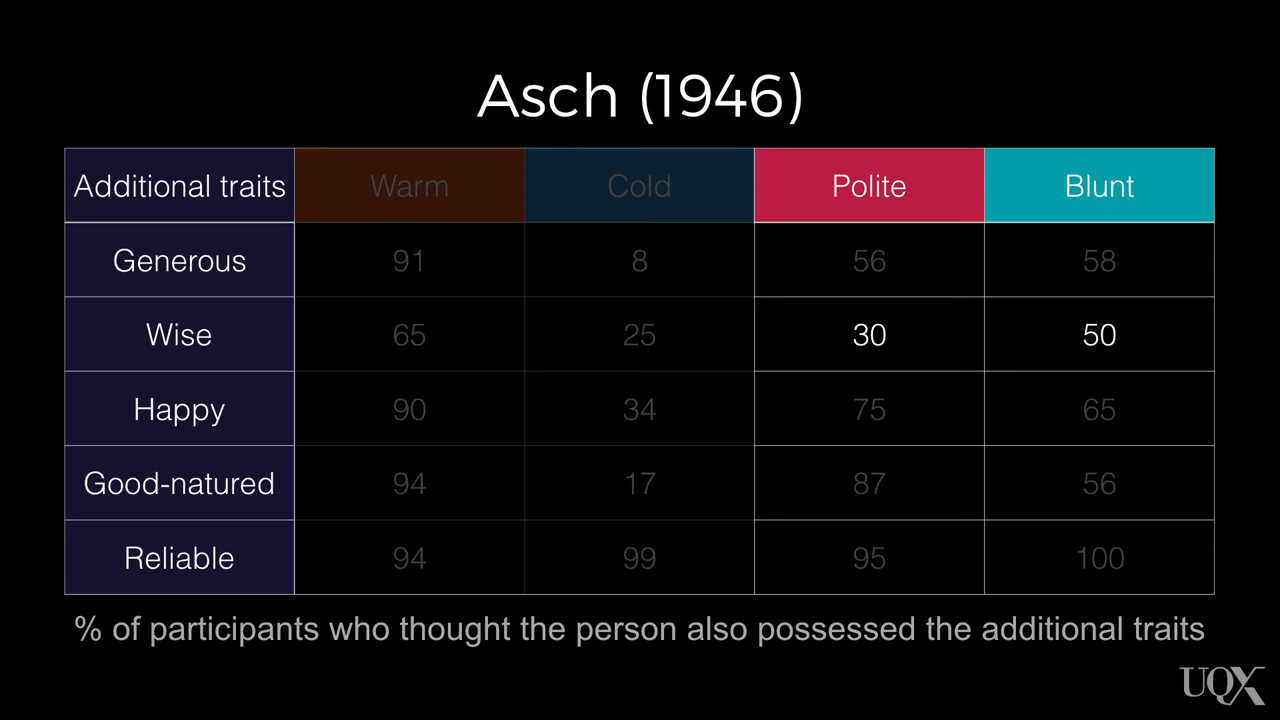 Asch (1946)
Additional traits Warm Cold Polite Blunt
Generous 91 8 56 58
Wise 65 25 30 50
Happy 90 34 75 65
Good-natured 94 17 87 56
Reliable 94 99 95 100
% of participants who thought the person also possessed the additional traits
UQX